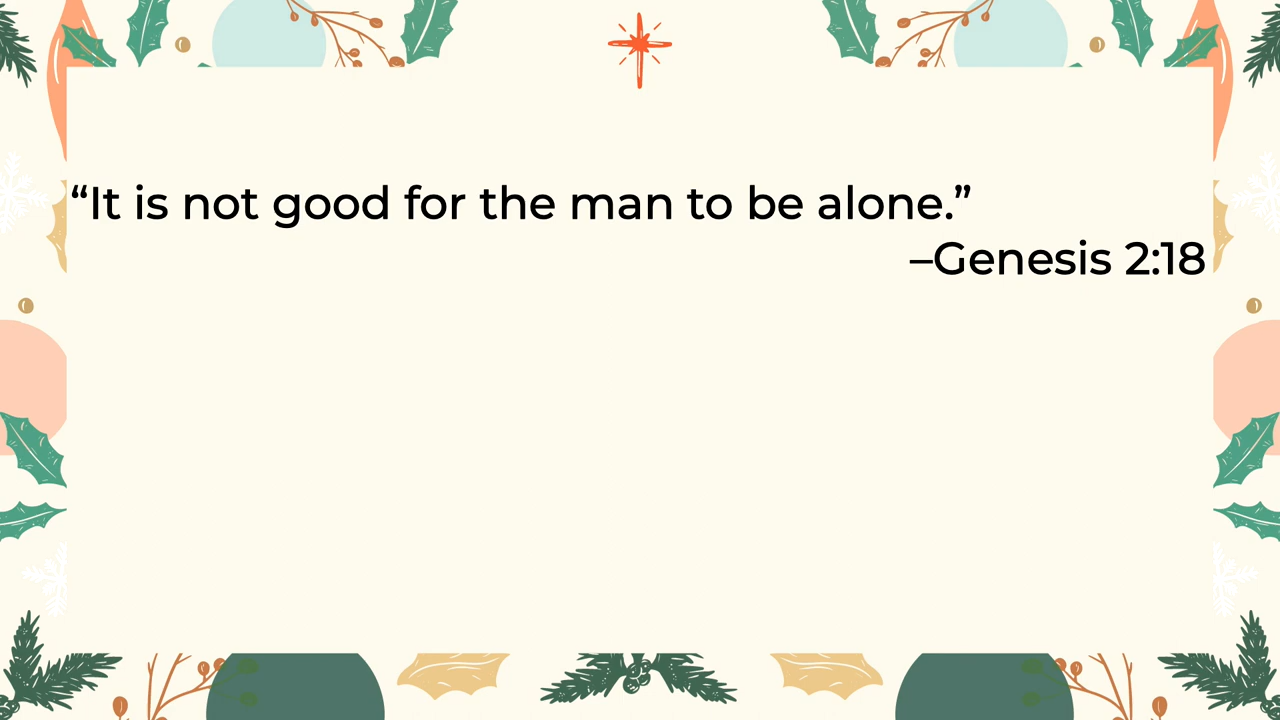 “It is not good for the man to be alone.”
–Genesis 2:18